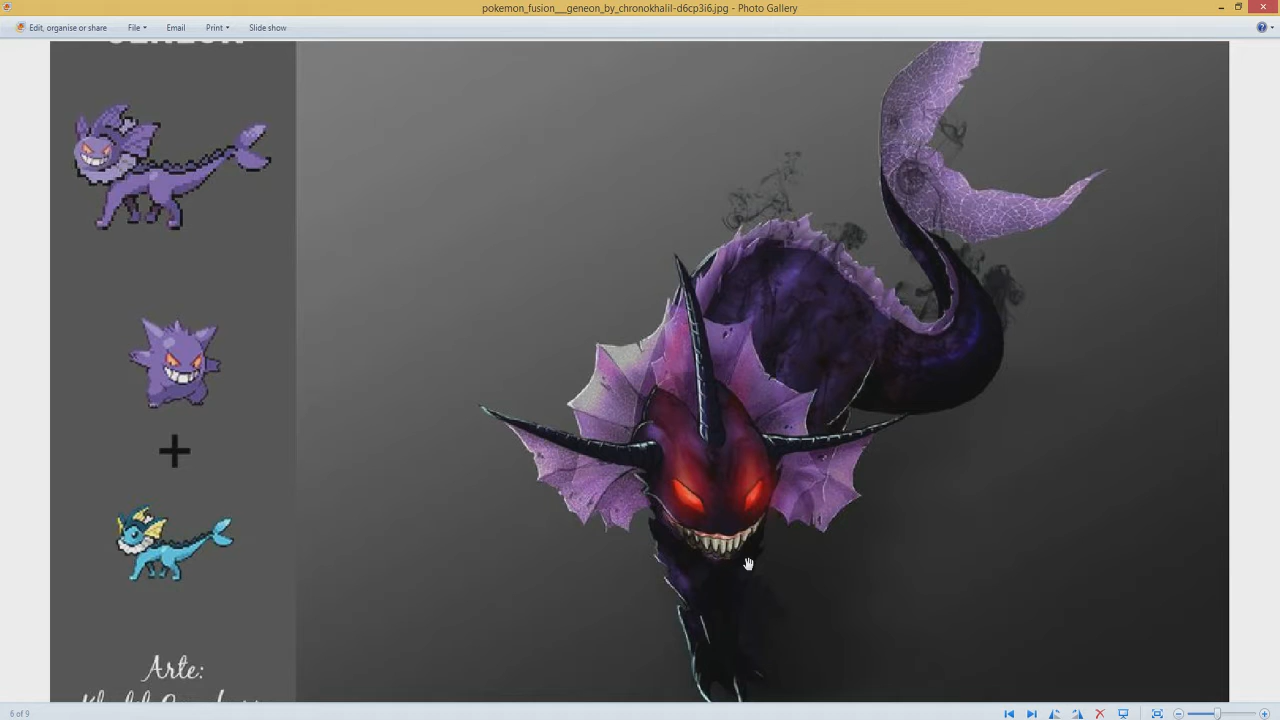 pokemon_fusion__geneon_by_chronokhalil-d6cp3i6.jpg - Photo Gallery
Edit, organise or share File Email Print Slide show
+
Arte:
6 of 9